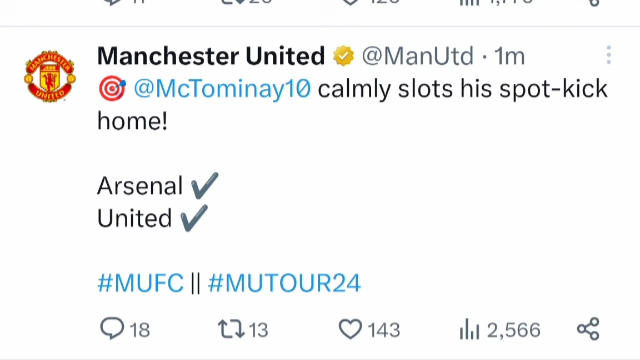 Manchester United @ManUtd · 1m
@McTominay10 calmly slots his spot-kick
home!
Arsenal ✔
United ✔
#MUFC || #MUTOUR24
18 13 143 2,566